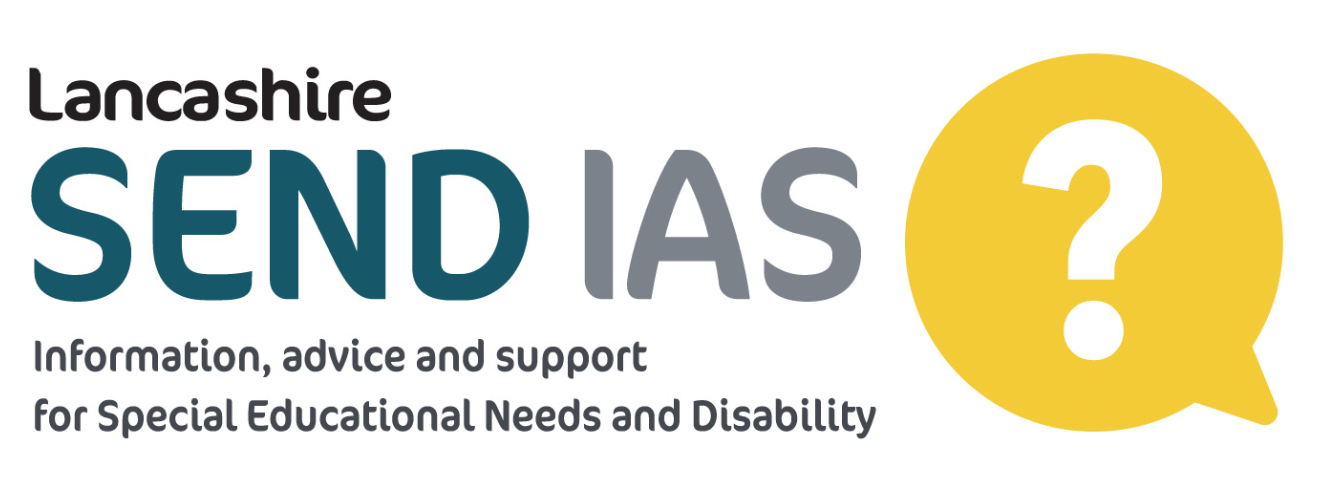 Lancashire
SEND IAS
?
Information, advice and support
for Special Educational Needs and Disability